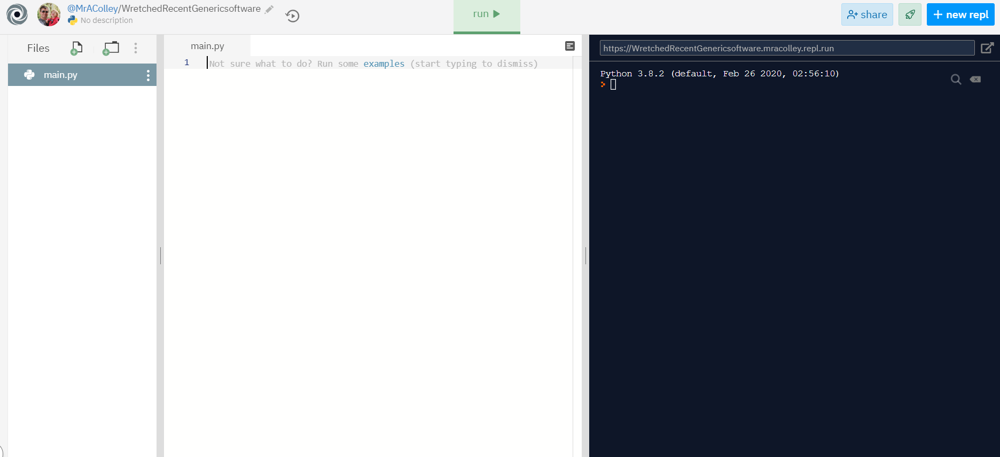 @MrAColley/WretchedRecentGenericsoftware
No description
run
share
+ new repl
Files
main.py
main.py
1 Not sure what to do? Run some examples (start typing to dismiss)
https://WretchedRecentGenericsoftware.mracolley.repl.run
Python 3.8.2 (default, Feb 26 2020, 02:56:10)
>